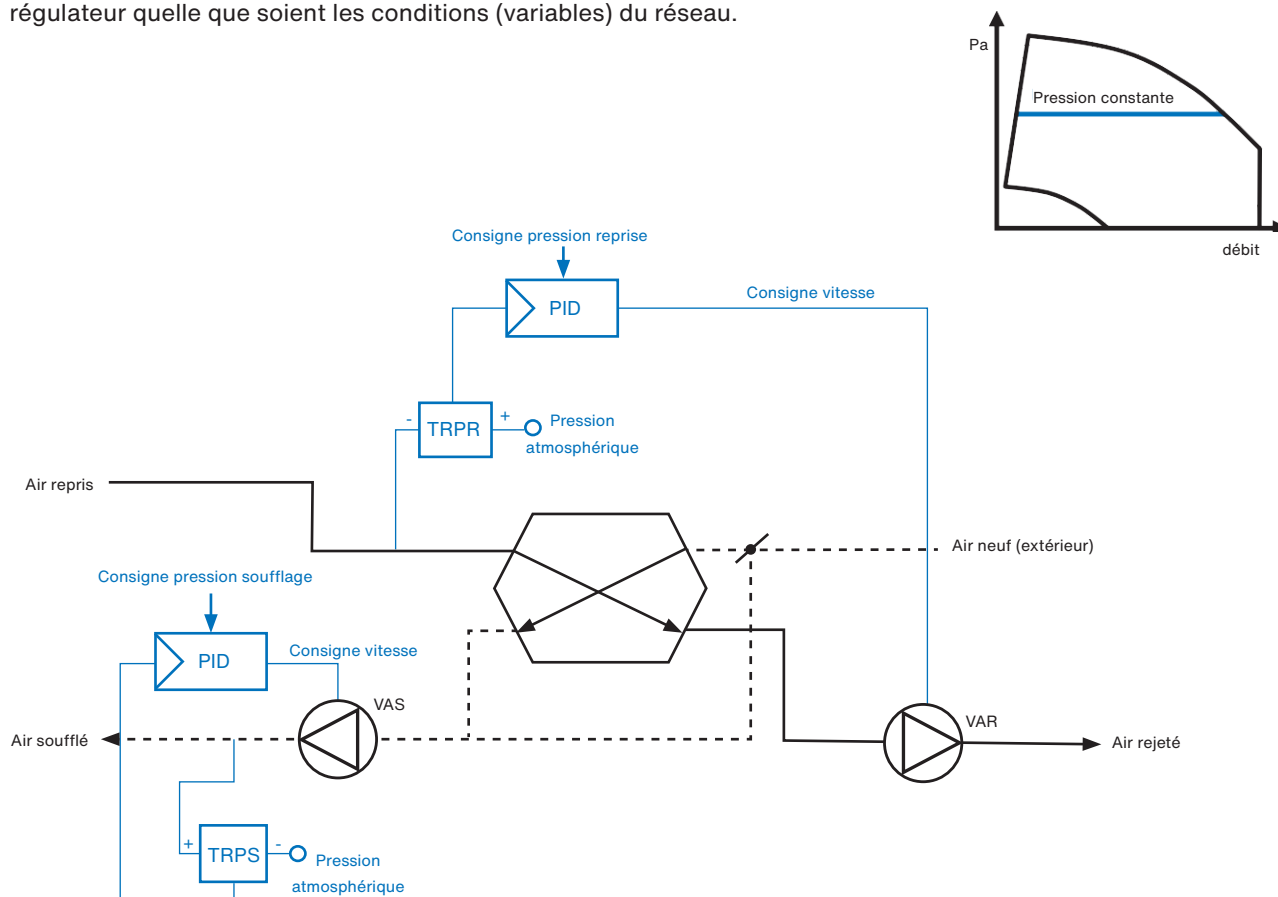 régulateur quelle que soient les conditions (variables) du réseau.
Pa
Pression constante
débit
Consigne pression reprise
PID
Consigne vitesse
-
TRPR
+
Pression
atmosphérique
Air repris
Air neuf (extérieur)
Consigne pression soufflage
PID
Consigne vitesse
VAS
VAR
Air soufflé
Air rejeté
+
TRPS
-
Pression
atmosphérique